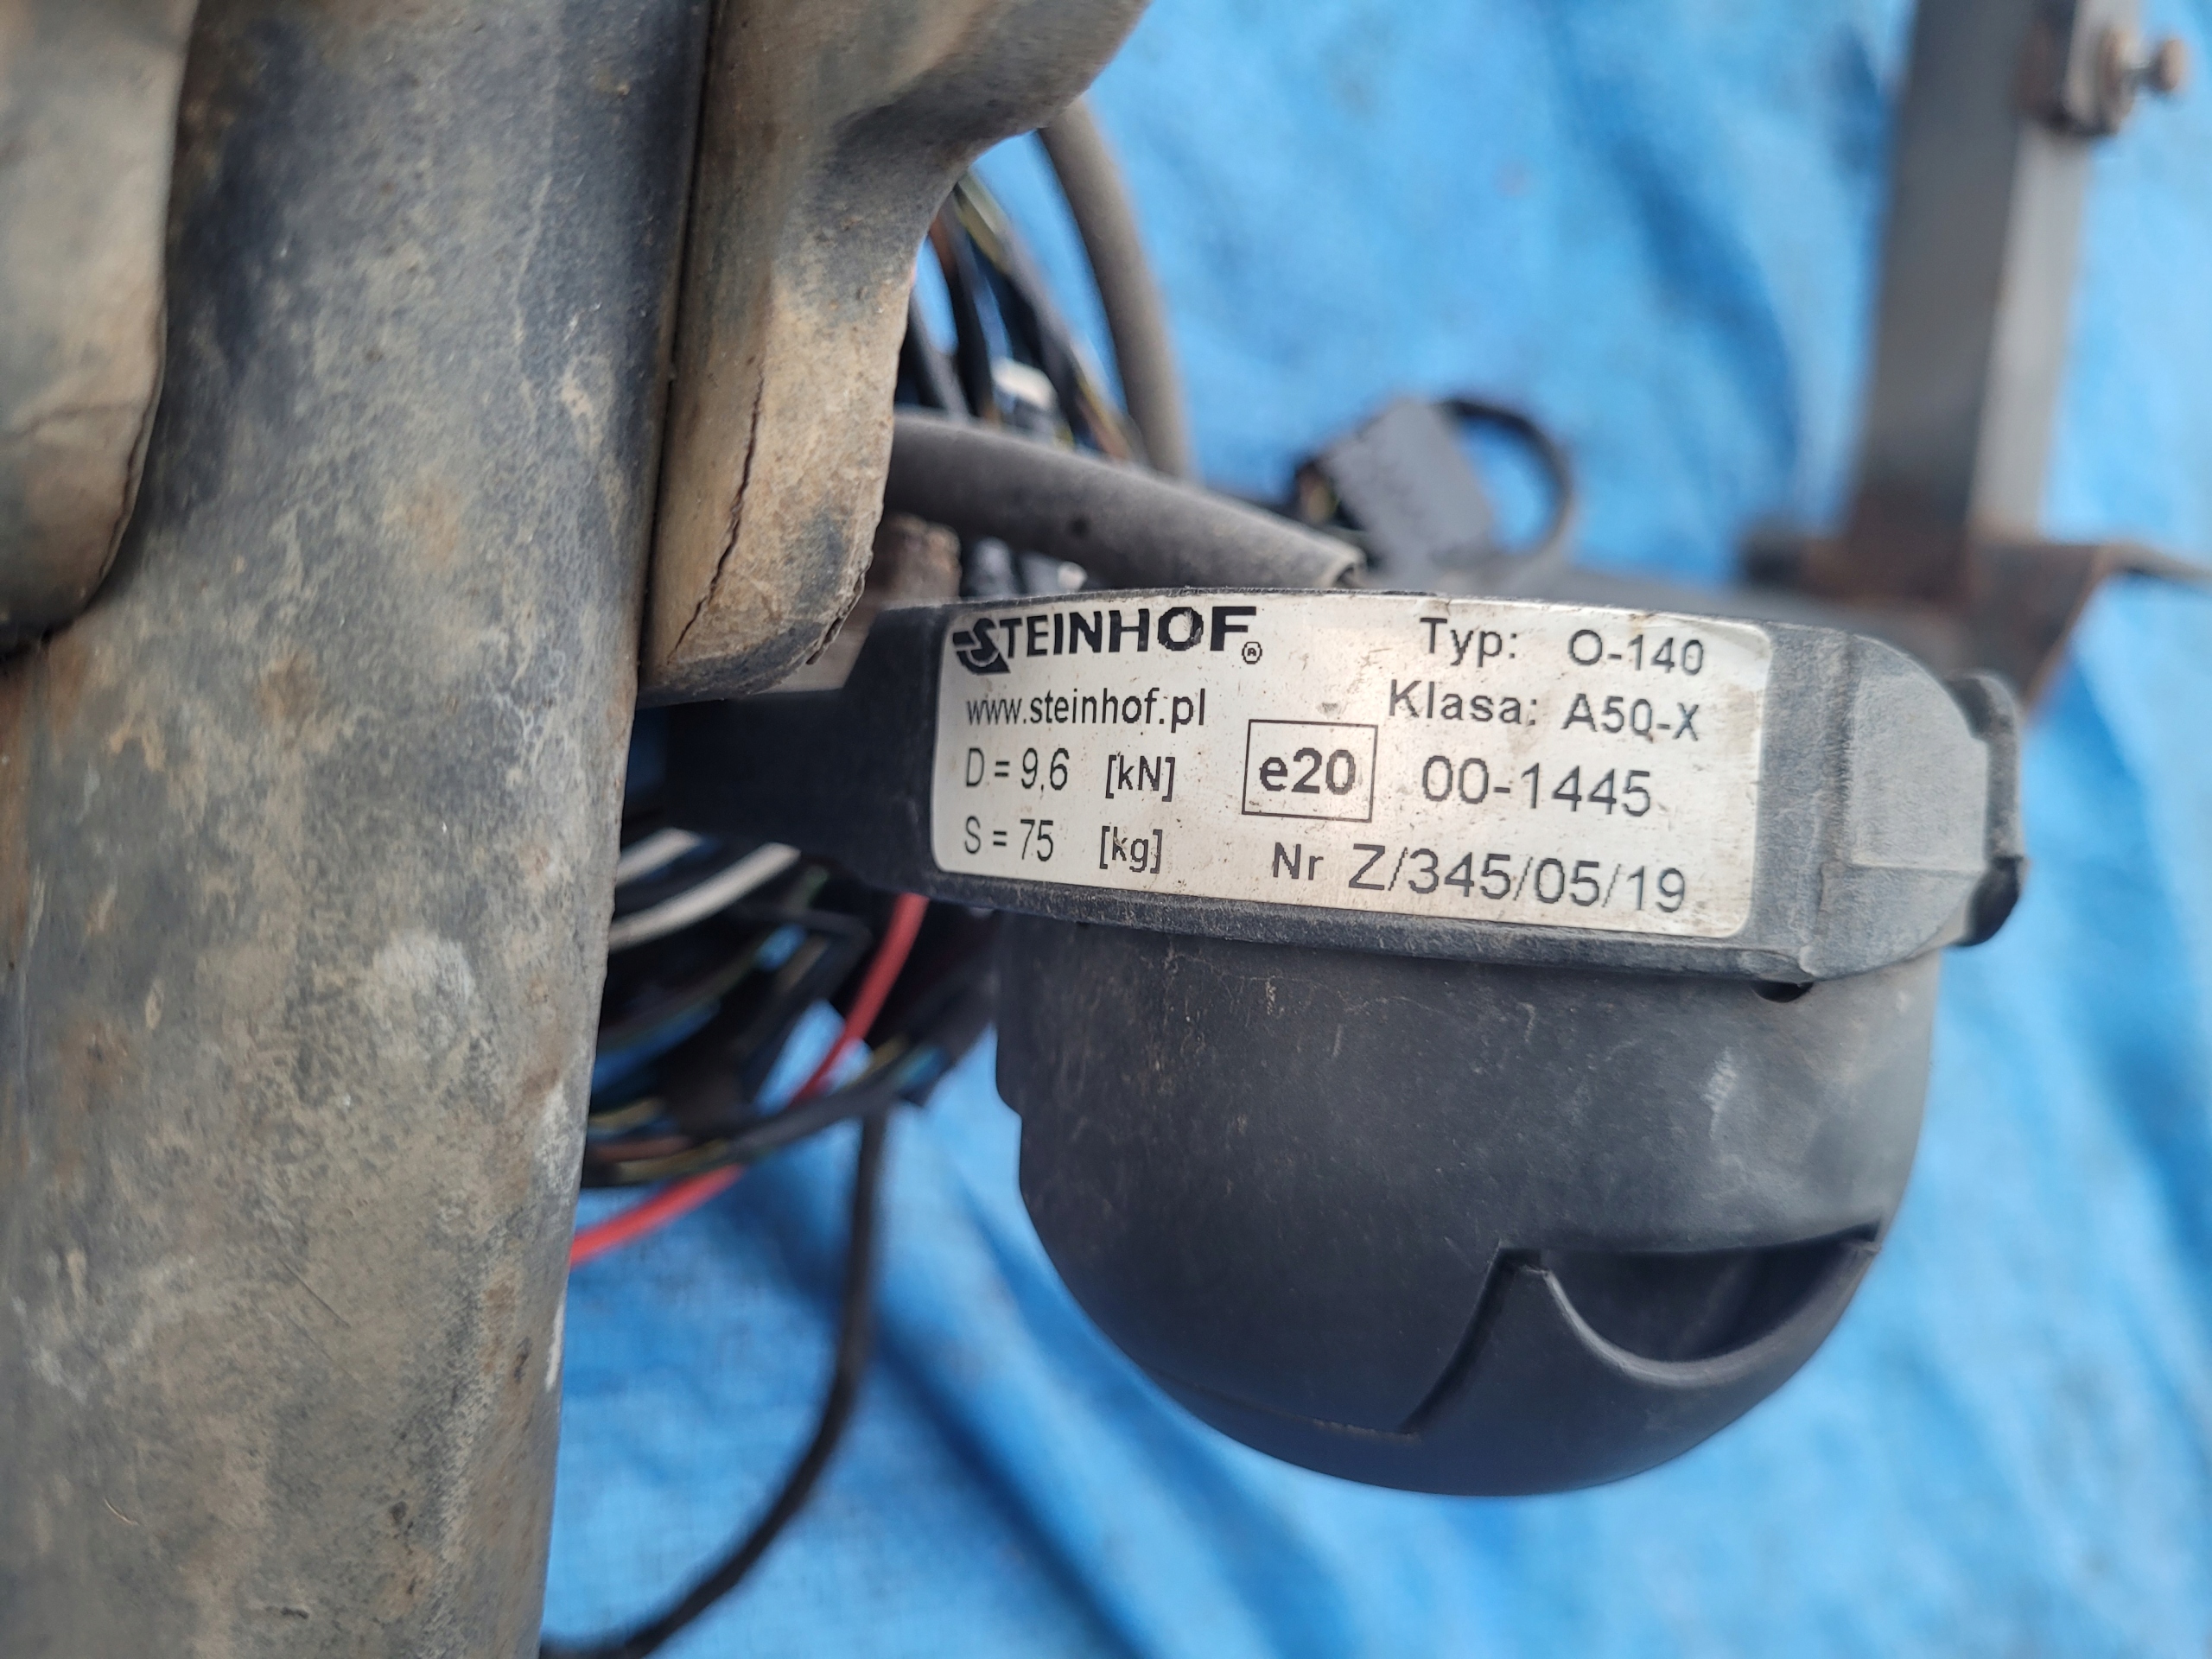 STEINHOF®
www.steinhof.pl
D = 9,6 [kN]
S = 75 [kg]
Typ: O-140
Klasa: A50-X
e20 00-1445
Nr Z/345/05/19